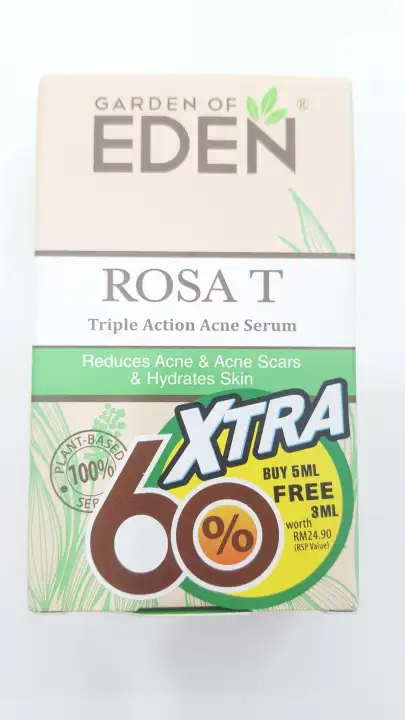 GARDEN OF
EDEN®
ROSA T
Triple Action Acne Serum
Reduces Acne & Acne Scars
& Hydrates Skin
PLANT-BASED
100%
XTRA
60%
BUY 5ML
FREE
3ML
worth
RM24.90
(RSP Value)